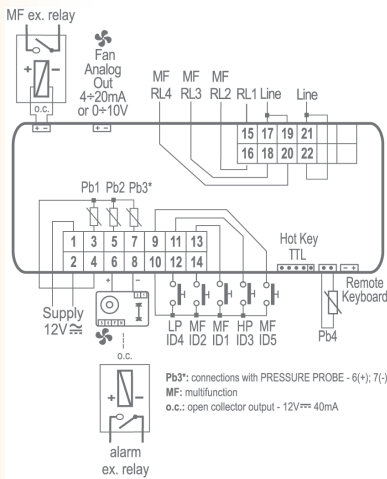 MF ex. relay
+ -
o.c.
+ -
Fan
Analog
Out
4÷20mA
or 0÷10V
+ -
MF MF MF
RL4 RL3 RL2 RL1 Line Line
15 17 19 21
16 18 20 22
Pb1 Pb2 Pb3*
1 3 5 7 9 11 13
2 4 6 8 10 12 14
Hot Key
TTL
- +
Remote
Keyboard
Pb4
Supply
12V
+ -
o.c.
LP MF MF HP MF
ID4 ID2 ID1 ID3 ID5
+ -
alarm
ex. relay
Pb3*: connections with PRESSURE PROBE - 6(+); 7(-)
MF: multifunction
o.c.: open collector output - 12V⎓ 40mA